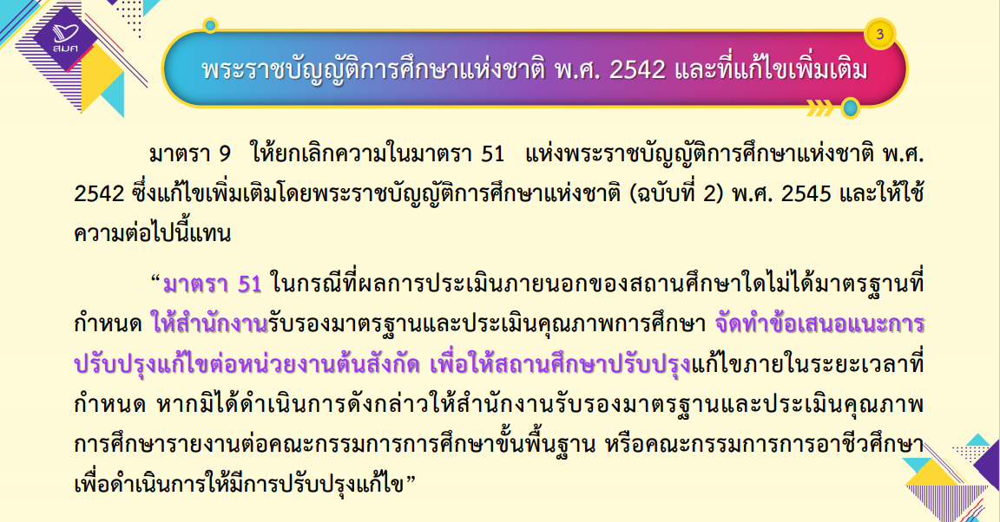 สมศ
3
พระราชบัญญัติการศึกษาแห่งชาติ พ.ศ. 2542 และที่แก้ไขเพิ่มเติม
มาตรา 9 ให้ยกเลิกความในมาตรา 51 แห่งพระราชบัญญัติการศึกษาแห่งชาติ พ.ศ.
2542 ซึ่งแก้ไขเพิ่มเติมโดยพระราชบัญญัติการศึกษาแห่งชาติ (ฉบับที่ 2) พ.ศ. 2545 และให้ใช้
ความต่อไปนี้แทน
“มาตรา 51 ในกรณีที่ผลการประเมินภายนอกของสถานศึกษาใดไม่ได้มาตรฐานที่
กำหนด ให้สำนักงานรับรองมาตรฐานและประเมินคุณภาพการศึกษา จัดทำข้อเสนอแนะการ
ปรับปรุงแก้ไขต่อหน่วยงานต้นสังกัด เพื่อให้สถานศึกษาปรับปรุงแก้ไขภายในระยะเวลาที่
กำหนด หากมิได้ดำเนินการดังกล่าวให้สำนักงานรับรองมาตรฐานและประเมินคุณภาพ
การศึกษารายงานต่อคณะกรรมการการศึกษาขั้นพื้นฐาน หรือคณะกรรมการการอาชีวศึกษา
เพื่อดำเนินการให้มีการปรับปรุงแก้ไข”